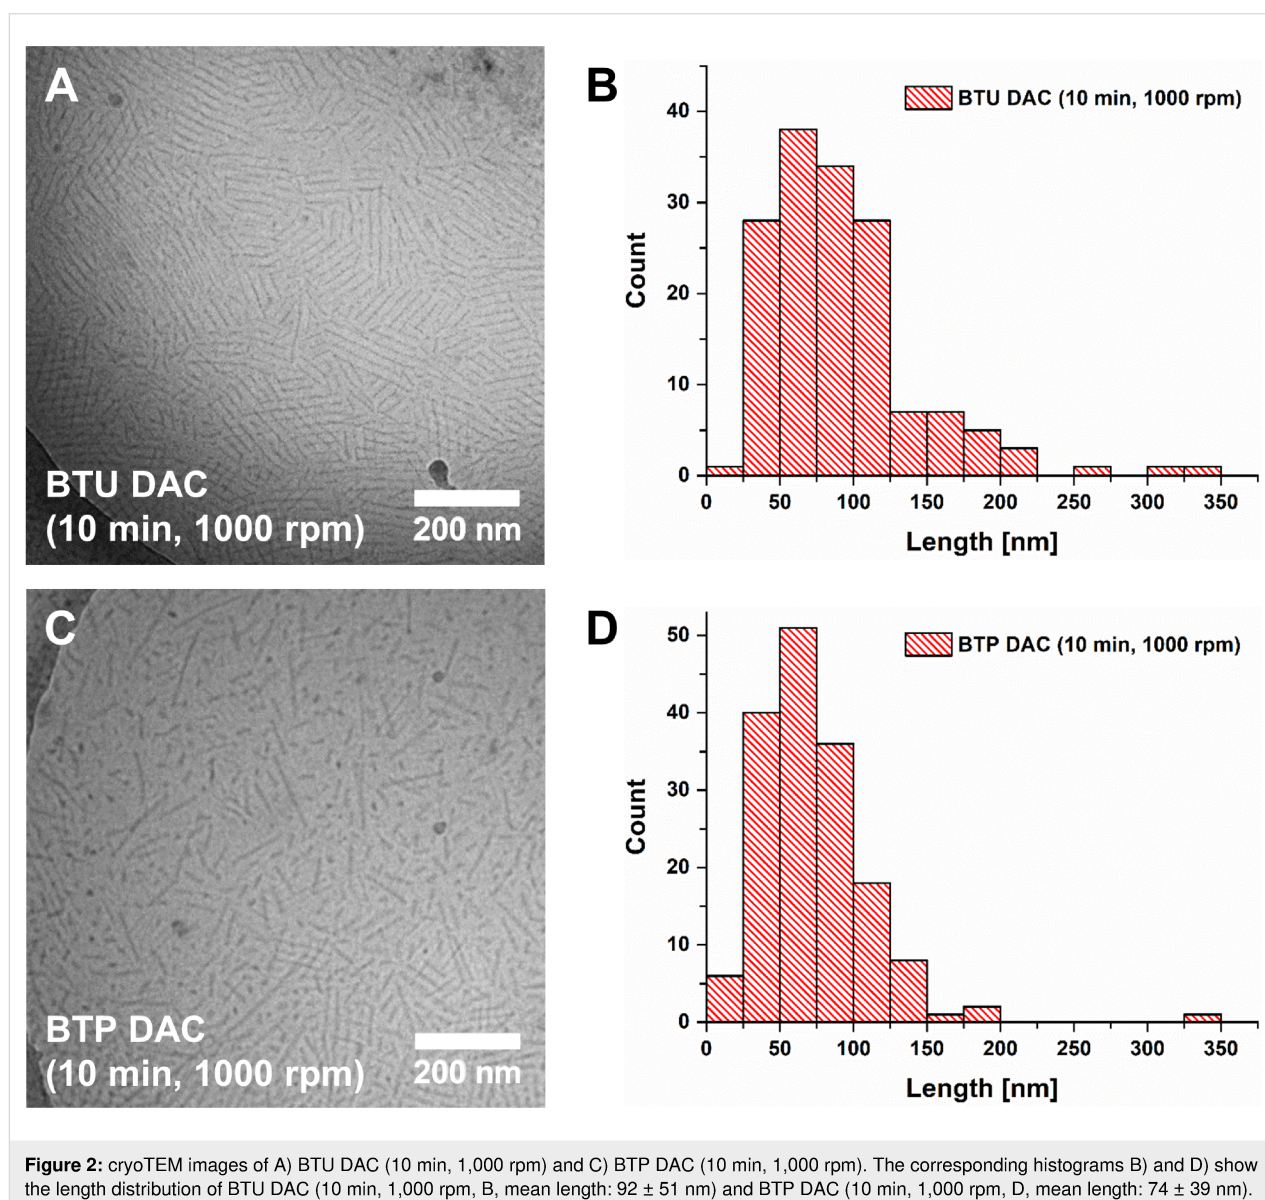 A
BTU DAC
(10 min, 1000 rpm)
200 nm
B
BTU DAC (10 min, 1000 rpm)
Count
40
30
20
10
0
0 50 100 150 200 250 300 350
Length [nm]
C
BTP DAC
(10 min, 1000 rpm)
200 nm
D
BTP DAC (10 min, 1000 rpm)
Count
50
40
30
20
10
0
0 50 100 150 200 250 300 350
Length [nm]
Figure 2: cryoTEM images of A) BTU DAC (10 min, 1,000 rpm) and C) BTP DAC (10 min, 1,000 rpm). The corresponding histograms B) and D) show
the length distribution of BTU DAC (10 min, 1,000 rpm, B, mean length: 92 ± 51 nm) and BTP DAC (10 min, 1,000 rpm, D, mean length: 74 ± 39 nm).